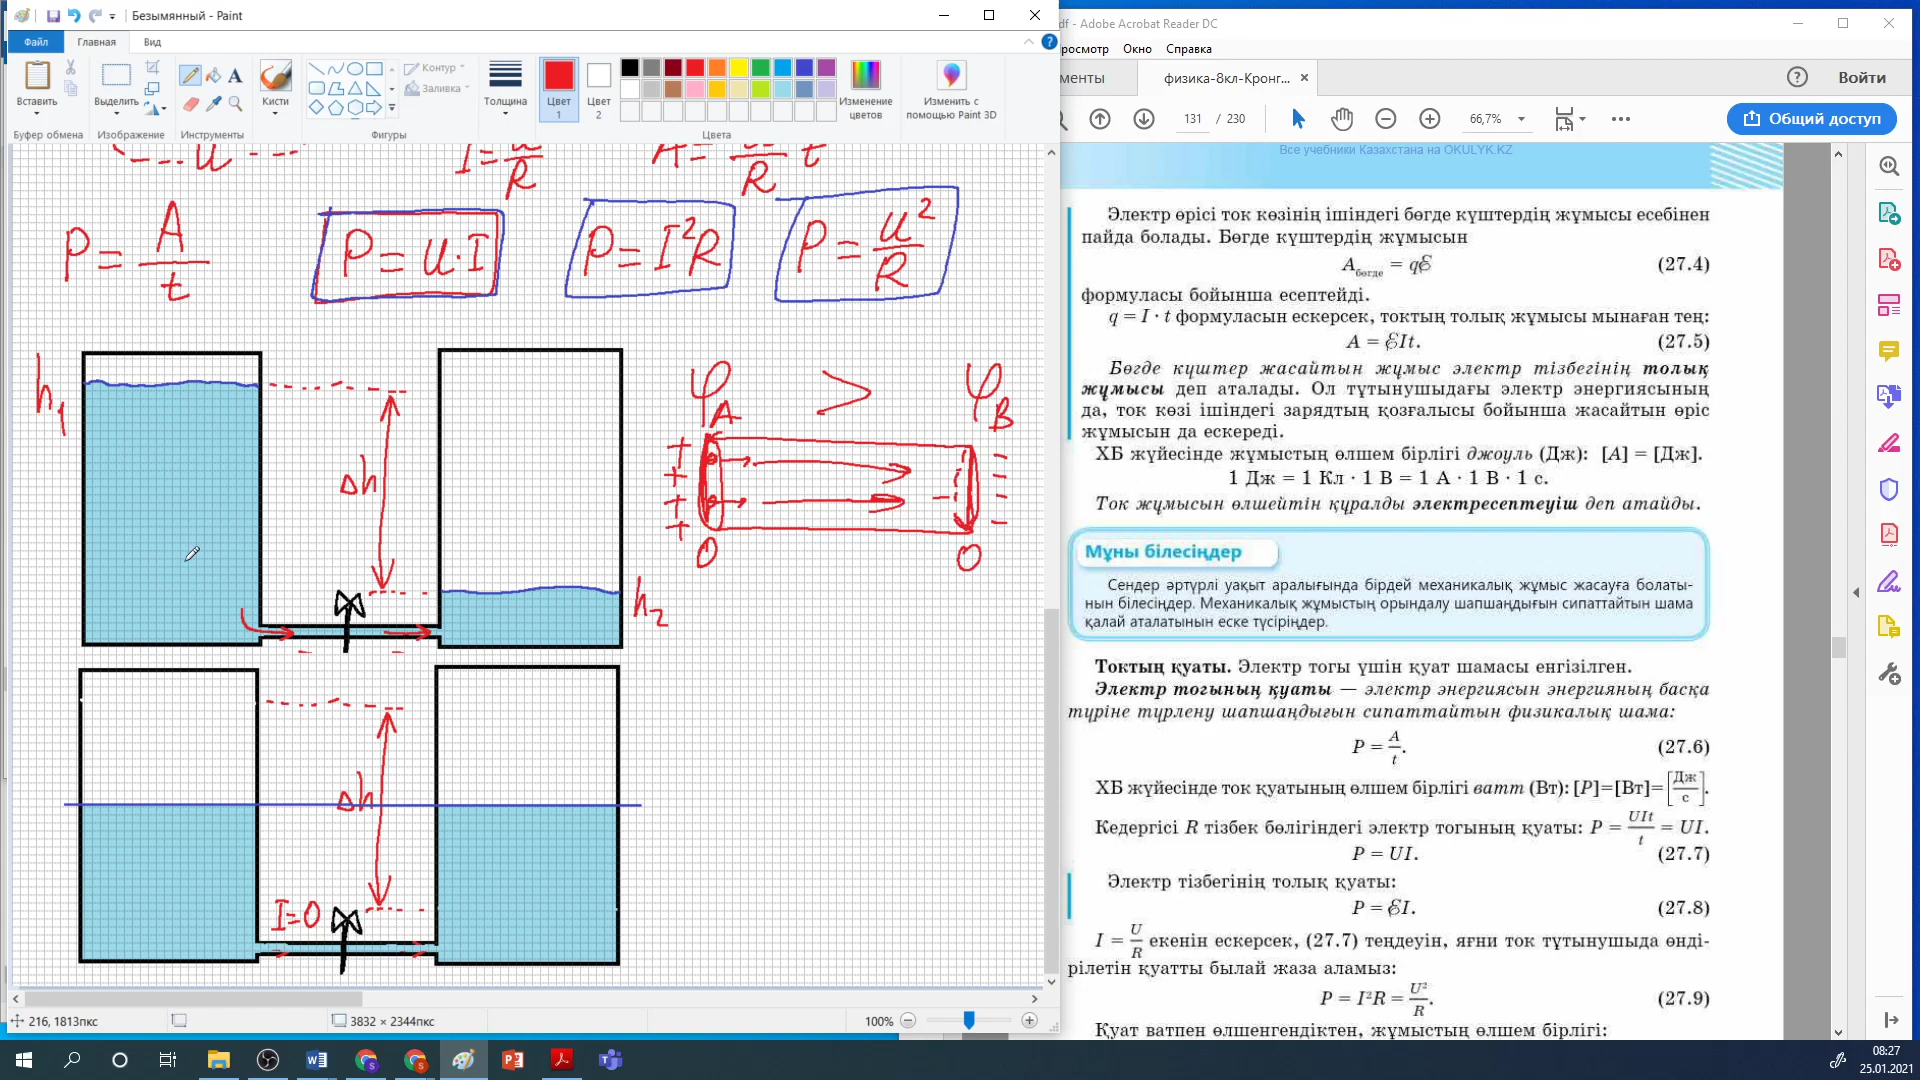 Безымянный - Paint
Файл
Главная
Вид
Вставить
Выделить
Кисти
Контур
Заливка
Толщина
Цвет 1
Цвет 2
Изменение цветов
Изменить с помощью Paint 3D
Буфер обмена
Изображение
Инструменты
Фигуры
Цвета
P = A/t
P = U·I
P = I²R
P = U²/R
h₁
Δh
h₂
φA > φB
+ + + +
0
0
Δh
I=0
216, 1813пкс
3832 × 2344пкс
100%
df - Adobe Acrobat Reader DC
росмотр
Окно
Справка
менты
физика-8кл-Кронг... ×
Войти
131 / 230
66,7%
Общий доступ
Все учебники Казахстана на OKULYK.KZ
Электр өрісі ток көзінің ішіндегі бөгде күштердің жұмысы есебінен
пайда болады. Бөгде күштердің жұмысын
Aбөгде = qℰ (27.4)
формуласы бойынша есептейді.
q = I · t формуласын ескерсек, токтың толық жұмысы мынаған тең:
A = ℰIt. (27.5)
Бөгде күштер жасайтын жұмыс электр тізбегінің толық
жұмысы деп аталады. Ол тұтынушыдағы электр энергиясының
да, ток көзі ішіндегі зарядтың қозғалысы бойынша жасайтын өріс
жұмысын да ескереді.
ХБ жүйесінде жұмыстың өлшем бірлігі джоуль (Дж): [A] = [Дж].
1 Дж = 1 Кл · 1 В = 1 А · 1 В · 1 с.
Ток жұмысын өлшейтін құралды электресептеуіш деп атайды.
Мұны білесіңдер
Сендер әртүрлі уақыт аралығында бірдей механикалық жұмыс жасауға болаты-
нын білесіңдер. Механикалық жұмыстың орындалу шапшаңдығын сипаттайтын шама
қалай аталатынын еске түсіріңдер.
Токтың қуаты. Электр тогы үшін қуат шамасы енгізілген.
Электр тогының қуаты — электр энергиясын энергияның басқа
түріне түрлену шапшаңдығын сипаттайтын физикалық шама:
P = A/t. (27.6)
ХБ жүйесінде ток қуатының өлшем бірлігі ватт (Вт): [P]=[Вт]=[Дж/с].
Кедергісі R тізбек бөлігіндегі электр тогының қуаты: P = UIt/t = UI.
P = UI. (27.7)
Электр тізбегінің толық қуаты:
P = ℰI. (27.8)
I = U/R екенін ескерсек, (27.7) теңдеуін, яғни ток тұтынушыда өнді-
рілетін қуатты былай жаза аламыз:
P = I²R = U²/R. (27.9)
Қуат ватпен өлшенгендіктен, жұмыстың өлшем бірлігі:
08:27
25.01.2021